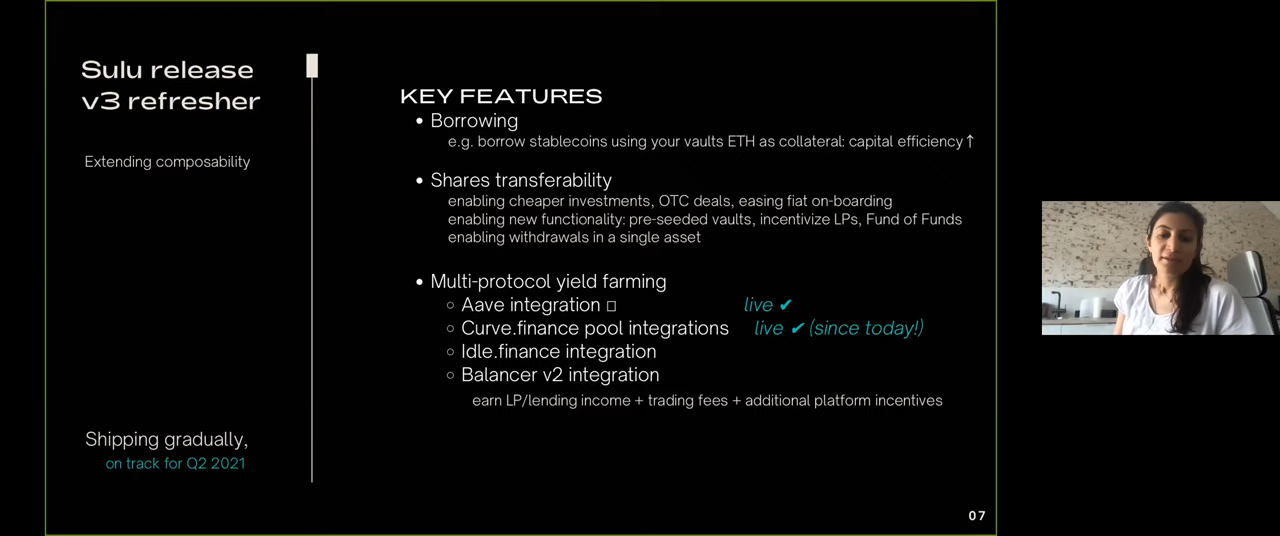 Sulu release
v3 refresher
Extending composability
Shipping gradually,
on track for Q2 2021
KEY FEATURES
• Borrowing
e.g. borrow stablecoins using your vaults ETH as collateral: capital efficiency ↑
• Shares transferability
enabling cheaper investments, OTC deals, easing fiat on-boarding
enabling new functionality: pre-seeded vaults, incentivize LPs, Fund of Funds
enabling withdrawals in a single asset
• Multi-protocol yield farming
○ Aave integration □ live ✔
○ Curve.finance pool integrations live ✔ (since today!)
○ Idle.finance integration
○ Balancer v2 integration
earn LP/lending income + trading fees + additional platform incentives
07